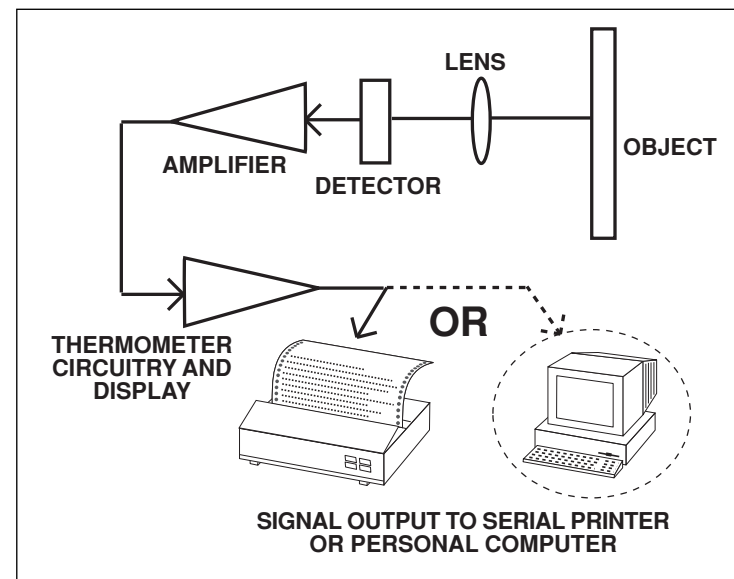 LENS
OBJECT
AMPLIFIER
DETECTOR
OR
THERMOMETER
CIRCUITRY AND
DISPLAY
SIGNAL OUTPUT TO SERIAL PRINTER
OR PERSONAL COMPUTER